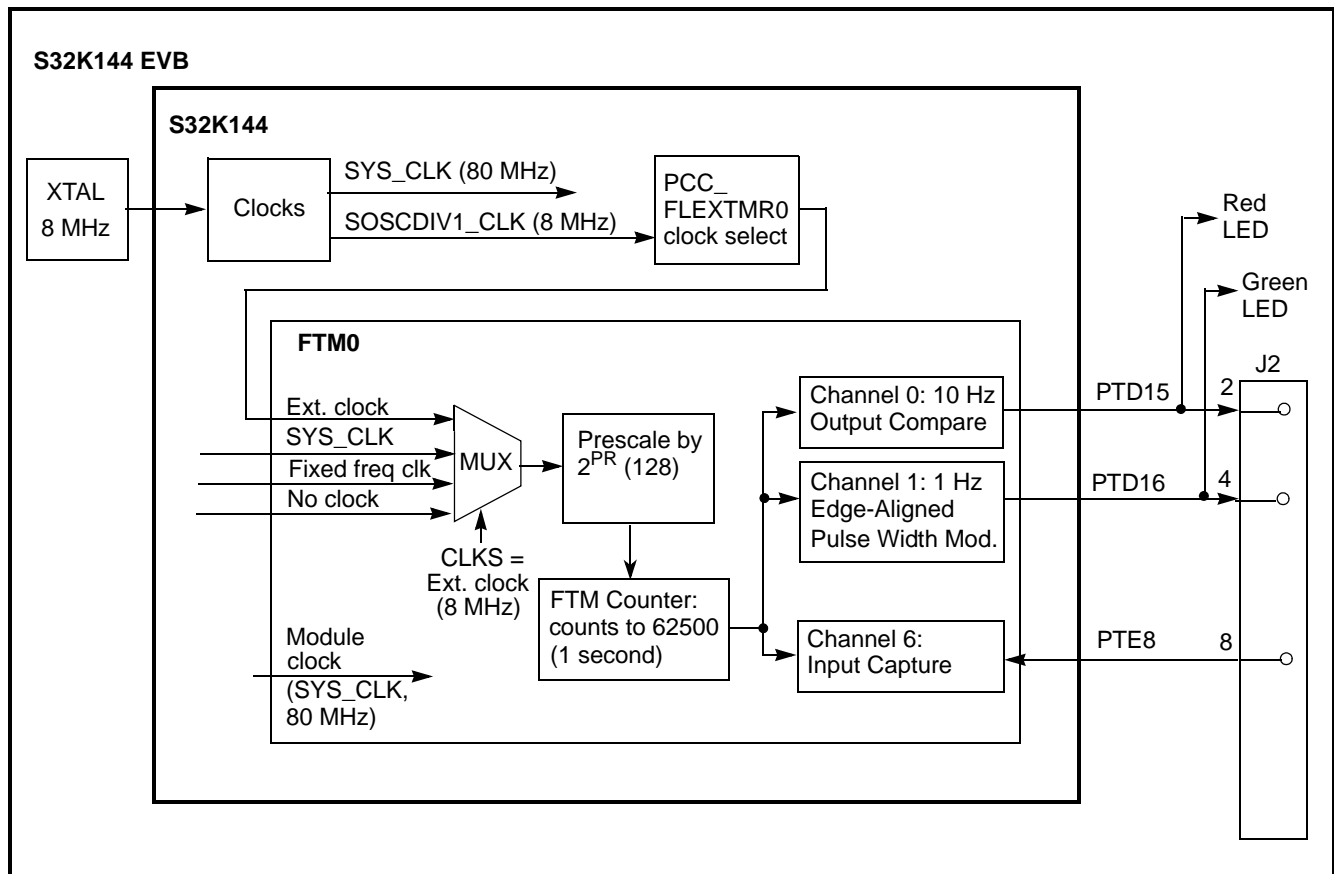 S32K144 EVB
S32K144
XTAL
8 MHz
Clocks
SYS_CLK (80 MHz)
SOSCDIV1_CLK (8 MHz)
PCC_
FLEXTMR0
clock select
Red
LED
Green
LED
FTM0
Ext. clock
SYS_CLK
Fixed freq clk
No clock
MUX
CLKS =
Ext. clock
(8 MHz)
Prescale by
2^PR (128)
FTM Counter:
counts to 62500
(1 second)
Module
clock
(SYS_CLK,
80 MHz)
Channel 0: 10 Hz
Output Compare
Channel 1: 1 Hz
Edge-Aligned
Pulse Width Mod.
Channel 6:
Input Capture
PTD15
2
PTD16
4
PTE8
8
J2